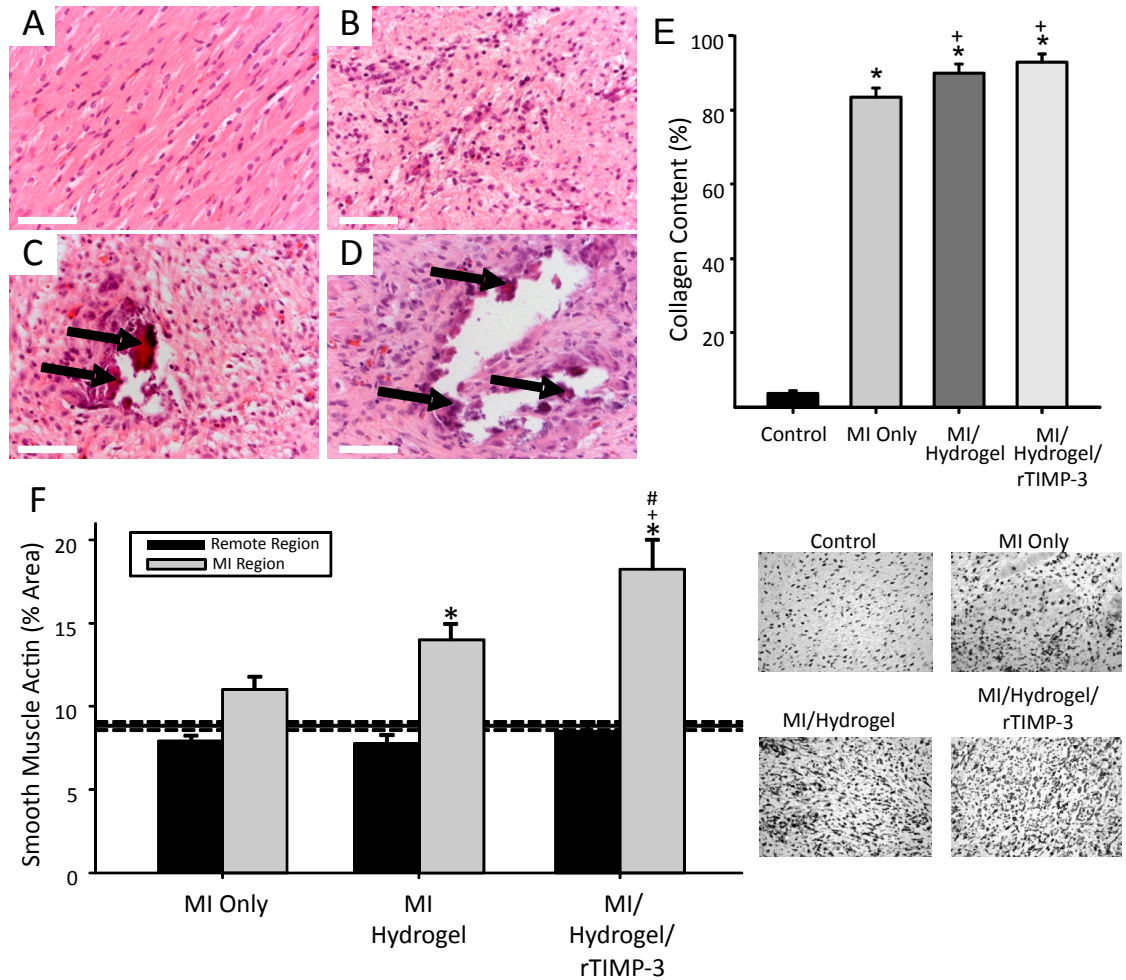 A
B
C
D
E
Collagen Content (%)
100
80
60
40
20
*
+
*
+
*
Control
MI Only
MI/
Hydrogel
MI/
Hydrogel/
rTIMP-3
F
Smooth Muscle Actin (% Area)
20
15
10
5
0
Remote Region
MI Region
*
#
+
*
MI Only
MI
Hydrogel
MI/
Hydrogel/
rTIMP-3
Control
MI Only
MI/Hydrogel
MI/Hydrogel/
rTIMP-3